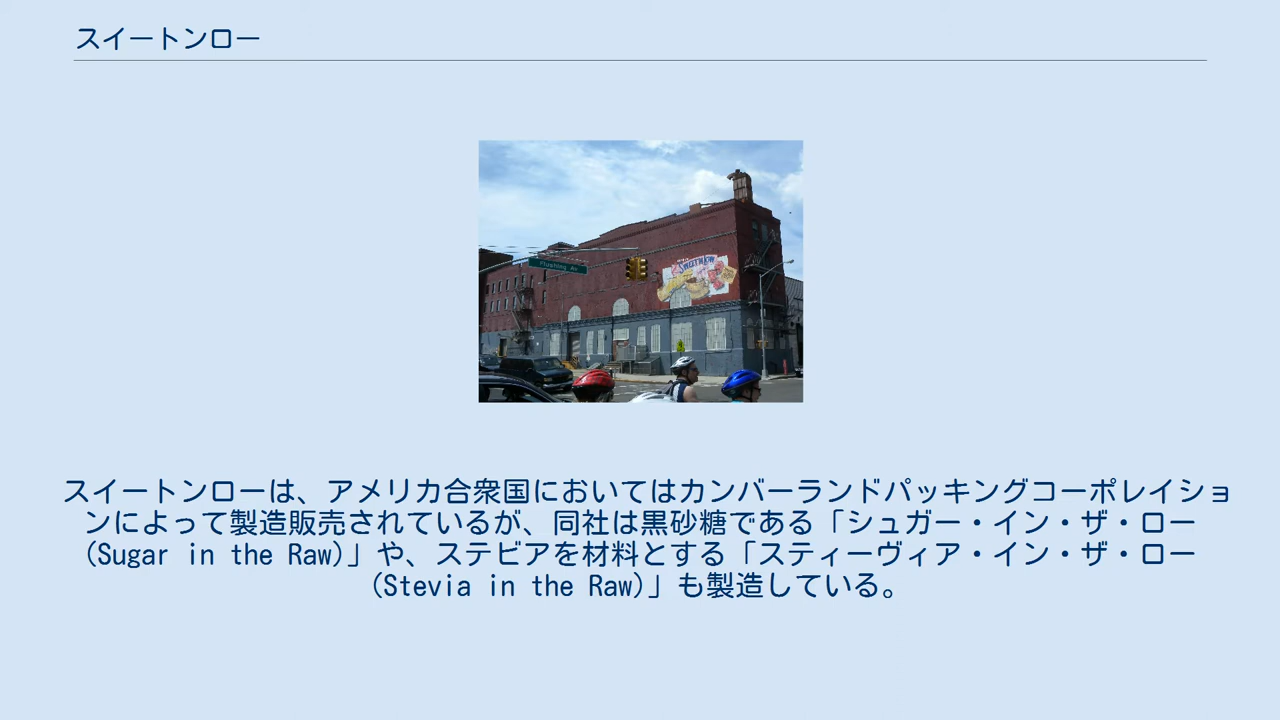 スイートンロー
Flushing Av
SWEET'N LOW
スイートンローは、アメリカ合衆国においてはカンバーランドパッキングコーポレイショ
ンによって製造販売されているが、同社は黒砂糖である「シュガー・イン・ザ・ロー
(Sugar in the Raw)」や、ステビアを材料とする「スティーヴィア・イン・ザ・ロー
(Stevia in the Raw)」も製造している。